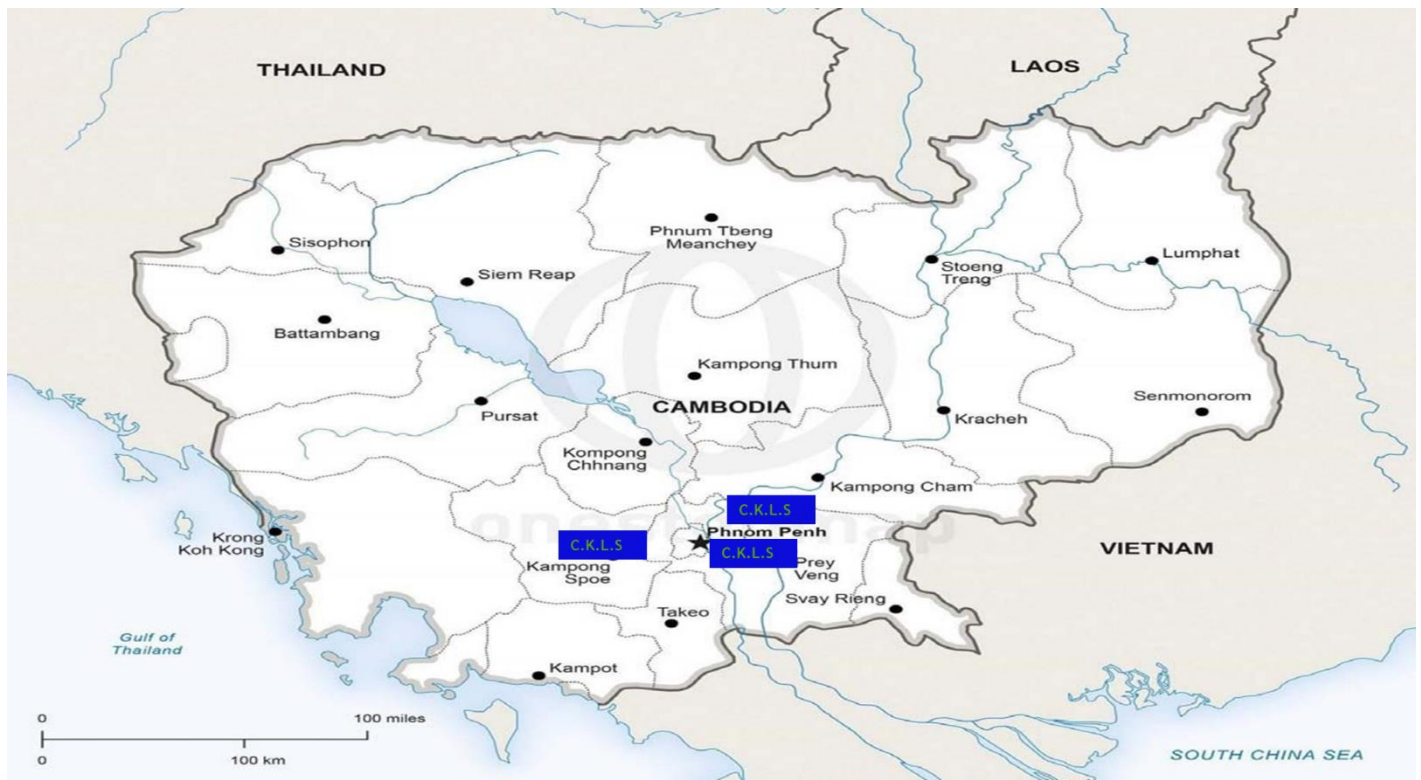 THAILAND
LAOS
Phnum Tbeng
Meanchey
Sisophon
Siem Reap
Stoeng
Treng
Lumphat
Battambang
Kampong Thum
CAMBODIA
Pursat
Senmonorom
Kracheh
Kompong
Chhnang
Kampong Cham
C.K.L.S
Phnom Penh
Krong
Koh Kong
C.K.L.S
C.K.L.S
VIETNAM
Kampong
Spoe
Prey
Veng
Svay Rieng
Takeo
Gulf of
Thailand
Kampot
0
100 miles
0
100 km
SOUTH CHINA SEA